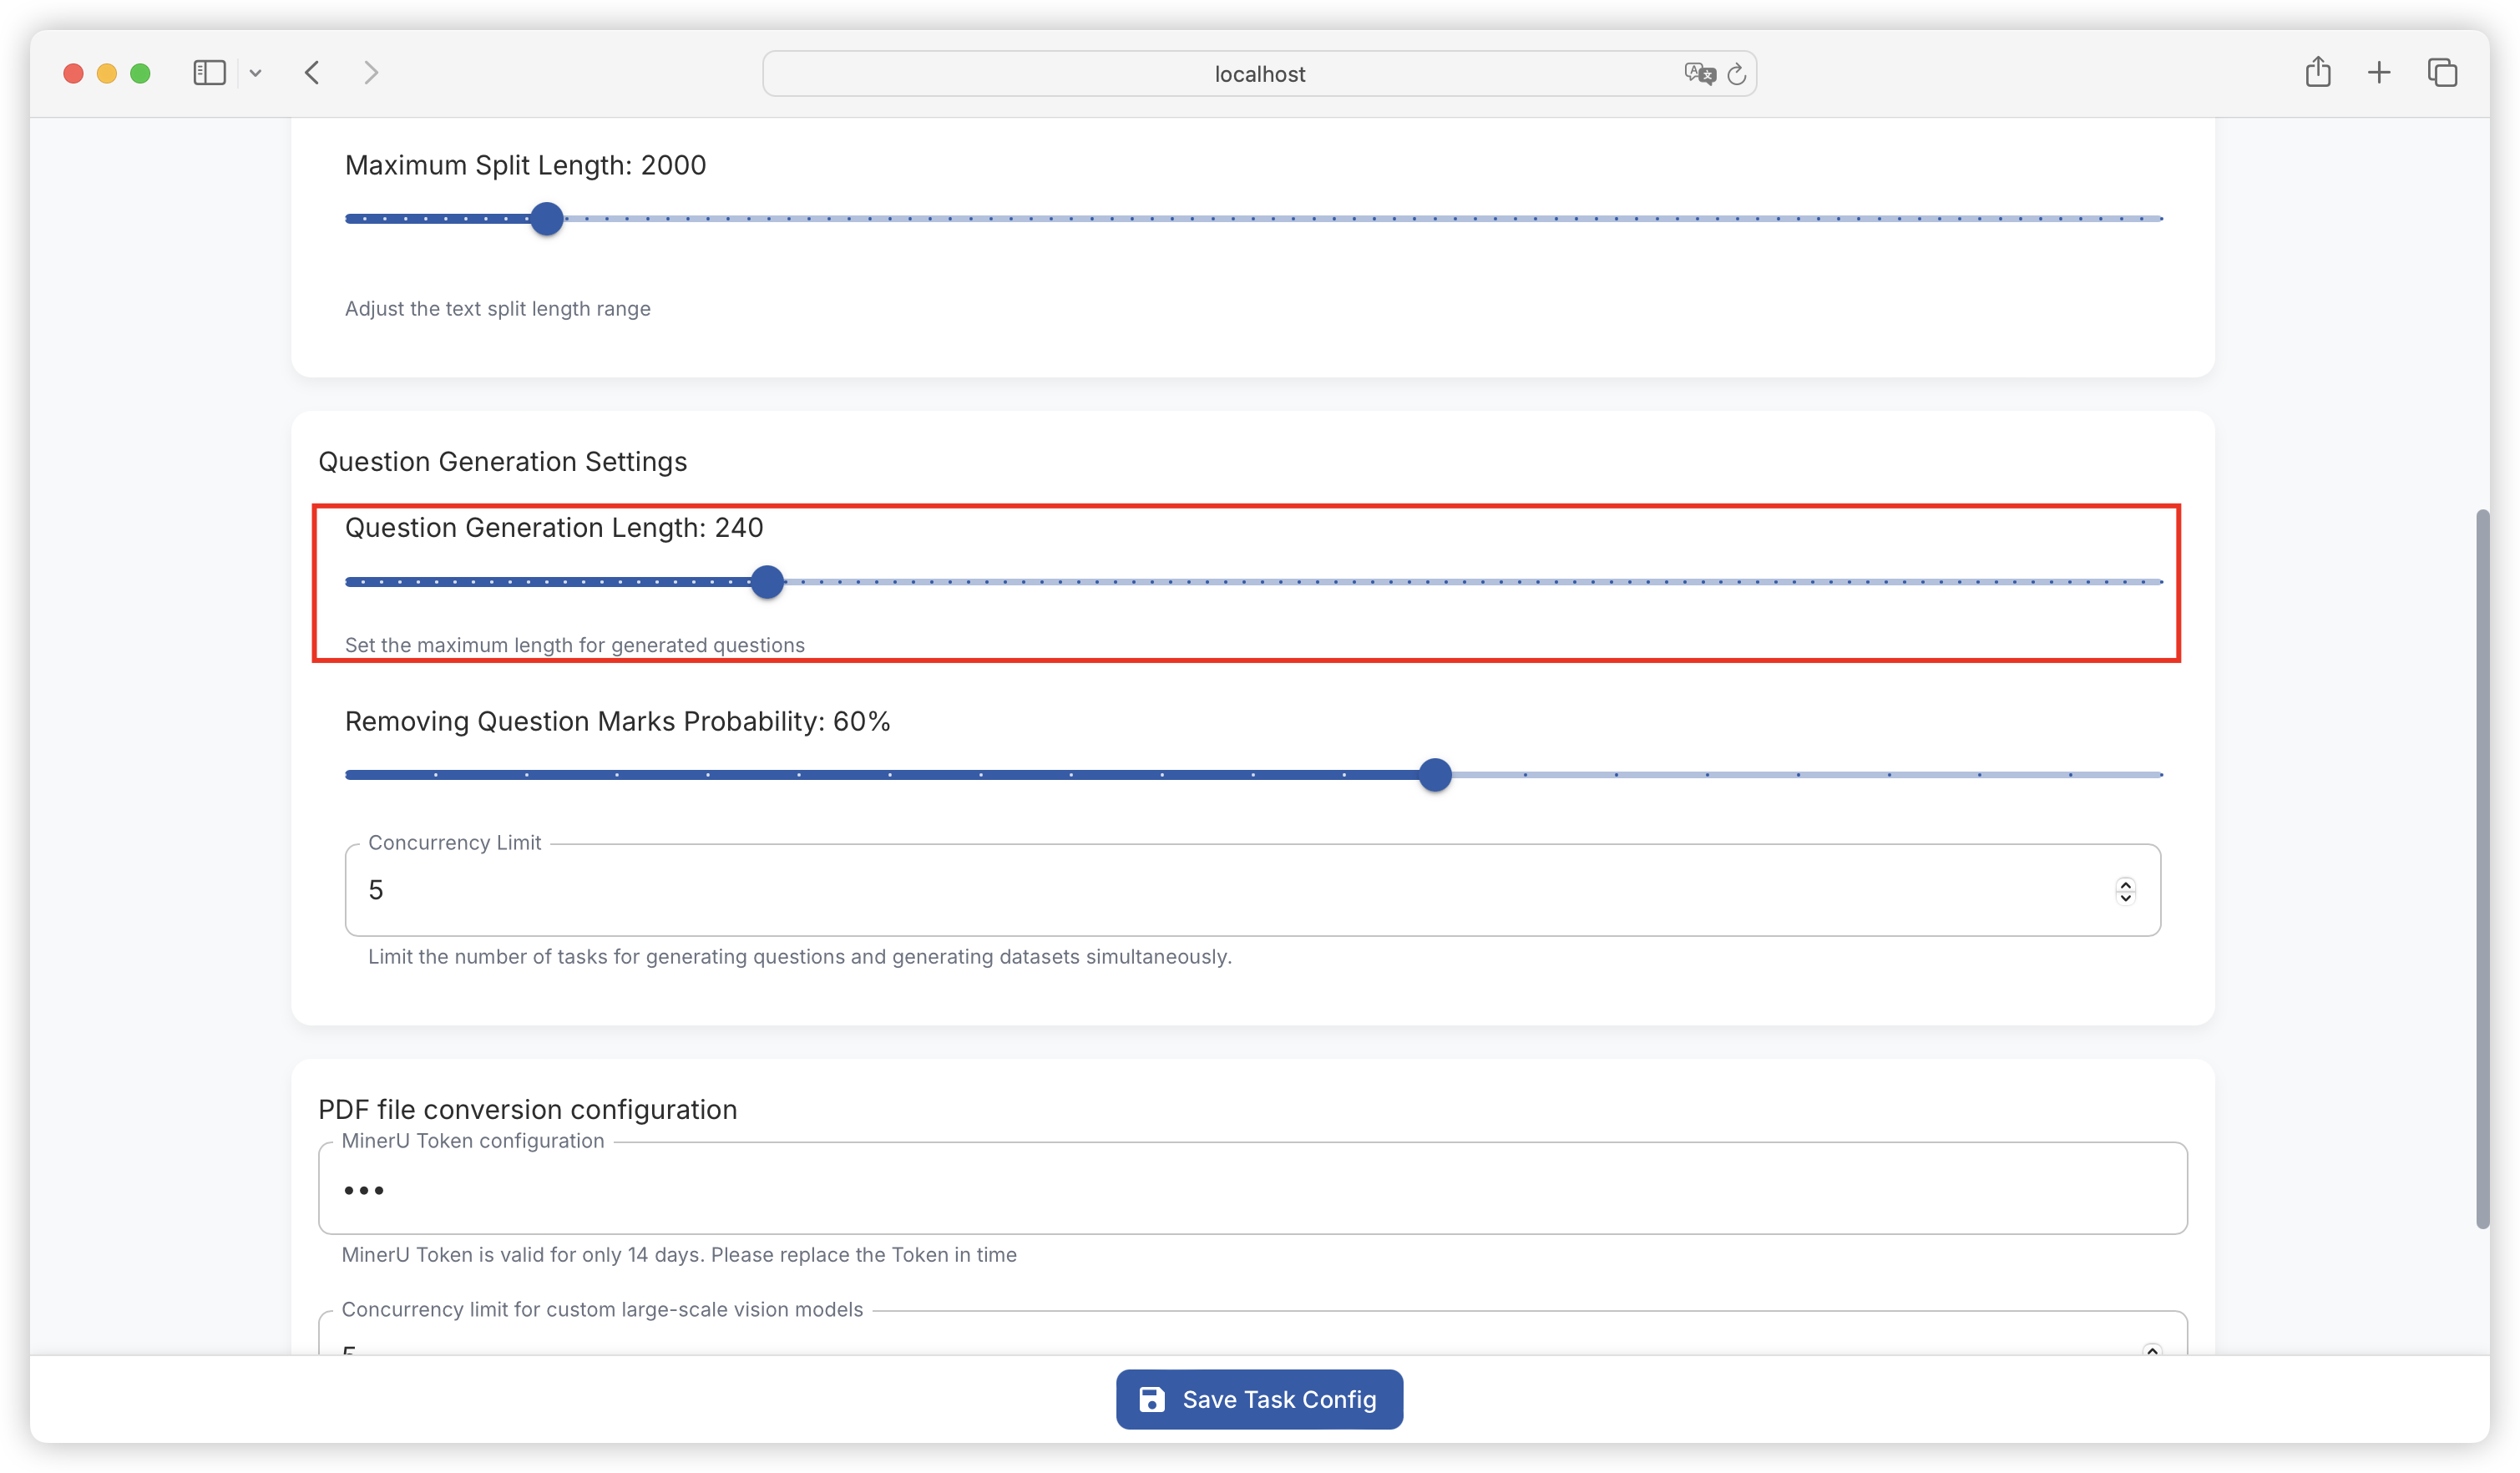 localhost
Maximum Split Length: 2000
Adjust the text split length range
Question Generation Settings
Question Generation Length: 240
Set the maximum length for generated questions
Removing Question Marks Probability: 60%
Concurrency Limit
5
Limit the number of tasks for generating questions and generating datasets simultaneously.
PDF file conversion configuration
MinerU Token configuration
•••
MinerU Token is valid for only 14 days. Please replace the Token in time
Concurrency limit for custom large-scale vision models
5
Save Task Config